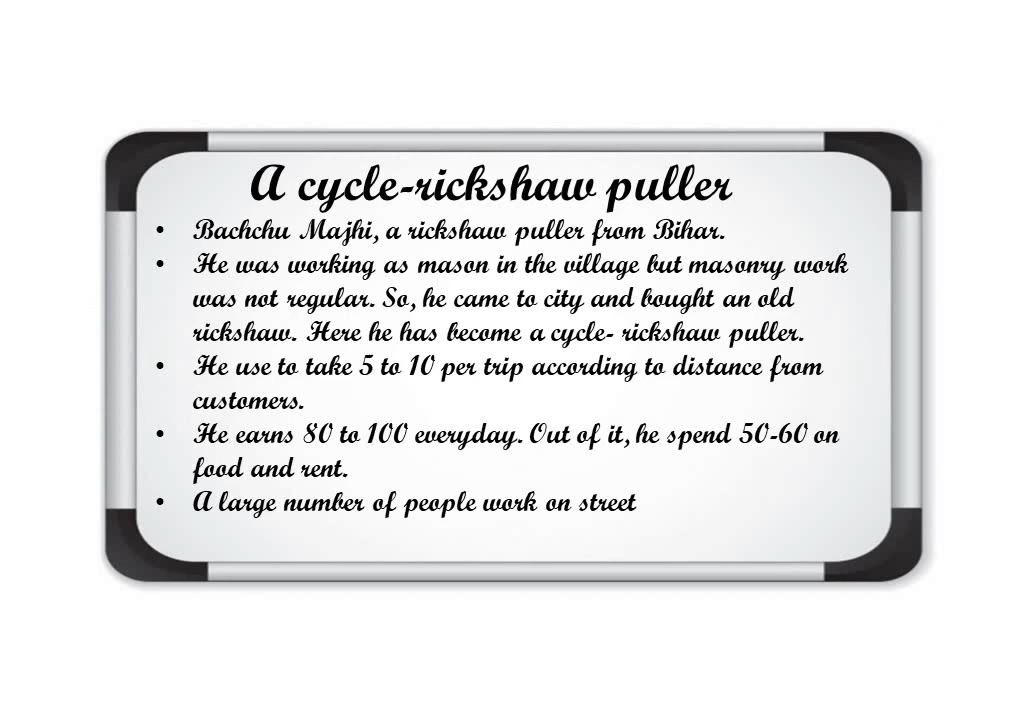 A cycle-rickshaw puller
• Bachchu Majhi, a rickshaw puller from Bihar.
• He was working as mason in the village but masonry work
was not regular. So, he came to city and bought an old
rickshaw. Here he has become a cycle- rickshaw puller.
• He use to take 5 to 10 per trip according to distance from
customers.
• He earns 80 to 100 everyday. Out of it, he spend 50-60 on
food and rent.
• A large number of people work on street